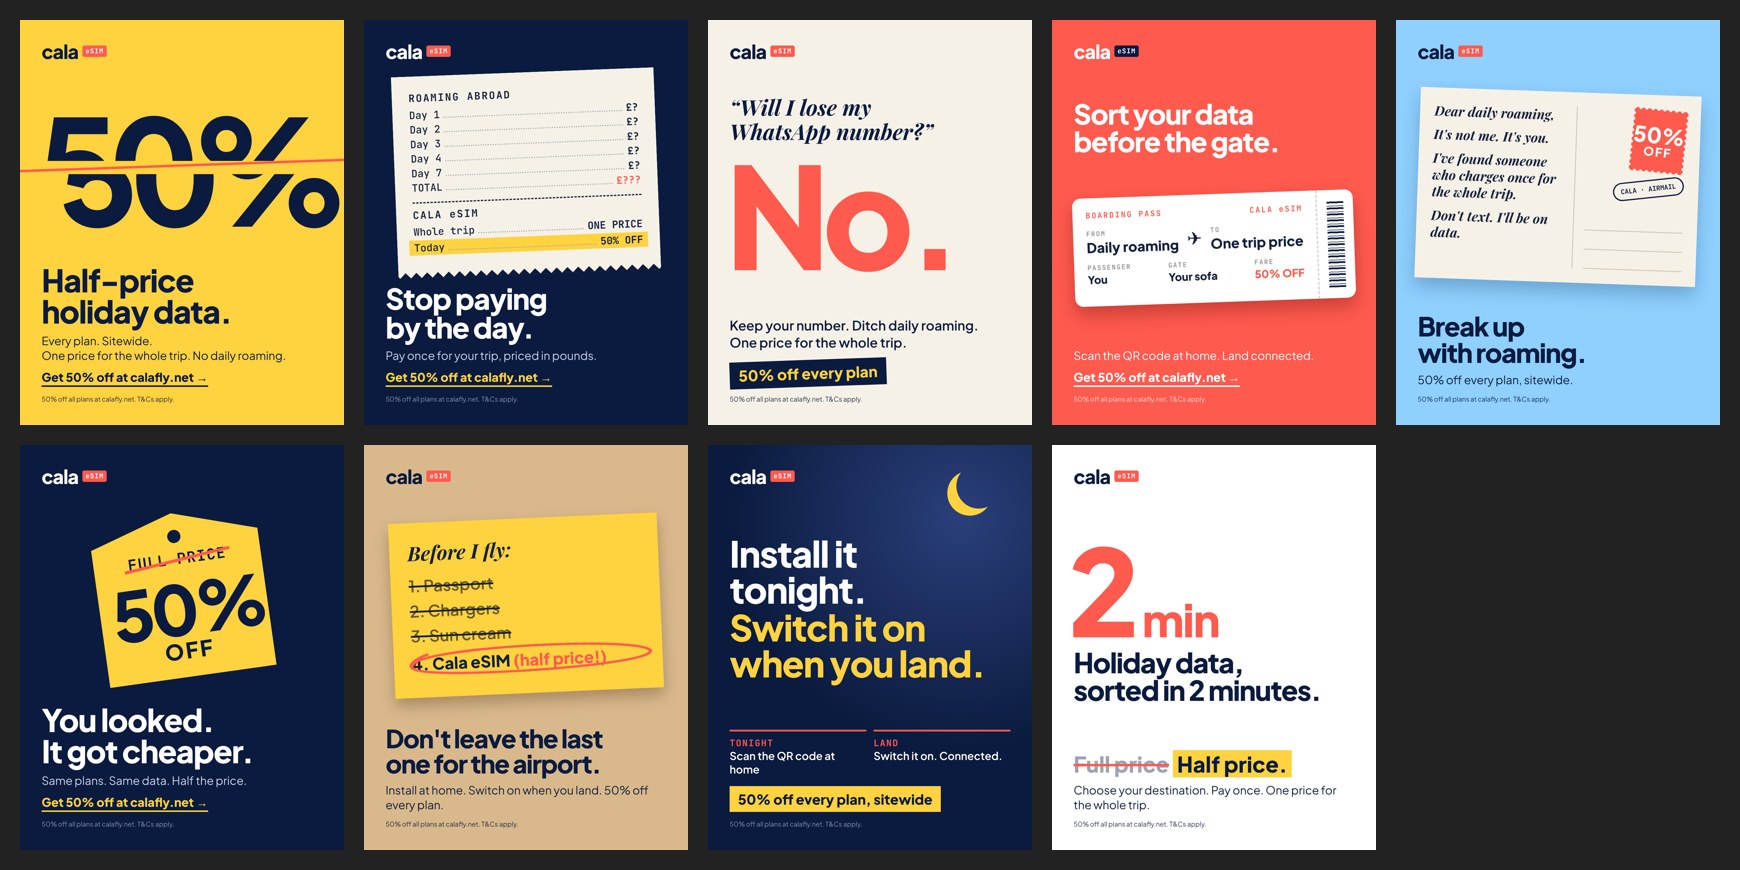 cala eSIM
50%
Half-price
holiday data.
Every plan. Sitewide.
One price for the whole trip. No daily roaming.
Get 50% off at calafly.net →
50% off all plans at calafly.net. T&Cs apply.
cala eSIM
ROAMING ABROAD
Day 1 £?
Day 2 £?
Day 3 £?
Day 4 £?
Day 7 £?
TOTAL £???
CALA eSIM
Whole trip ONE PRICE
Today 50% OFF
Stop paying
by the day.
Pay once for your trip, priced in pounds.
Get 50% off at calafly.net →
50% off all plans at calafly.net. T&Cs apply.
cala eSIM
“Will I lose my
WhatsApp number?”
No.
Keep your number. Ditch daily roaming.
One price for the whole trip.
50% off every plan
50% off all plans at calafly.net. T&Cs apply.
cala eSIM
Sort your data
before the gate.
BOARDING PASS CALA eSIM
FROM TO
Daily roaming ✈ One trip price
PASSENGER GATE FARE
You Your sofa 50% OFF
Scan the QR code at home. Land connected.
Get 50% off at calafly.net →
50% off all plans at calafly.net. T&Cs apply.
cala eSIM
Dear daily roaming,
It's not me. It's you.
I've found someone
who charges once for
the whole trip.
Don't text. I'll be on
data.
50%
OFF
CALA · AIRMAIL
Break up
with roaming.
50% off every plan, sitewide.
50% off all plans at calafly.net. T&Cs apply.
cala eSIM
FULL PRICE
50%
OFF
You looked.
It got cheaper.
Same plans. Same data. Half the price.
Get 50% off at calafly.net →
50% off all plans at calafly.net. T&Cs apply.
cala eSIM
Before I fly:
1. Passport
2. Chargers
3. Sun cream
4. Cala eSIM (half price!)
Don't leave the last
one for the airport.
Install at home. Switch on when you land. 50% off
every plan.
50% off all plans at calafly.net. T&Cs apply.
cala eSIM
Install it
tonight.
Switch it on
when you land.
TONIGHT
Scan the QR code at
home
LAND
Switch it on. Connected.
50% off every plan, sitewide
50% off all plans at calafly.net. T&Cs apply.
cala eSIM
2 min
Holiday data,
sorted in 2 minutes.
Full price Half price.
Choose your destination. Pay once. One price for
the whole trip.
50% off all plans at calafly.net. T&Cs apply.